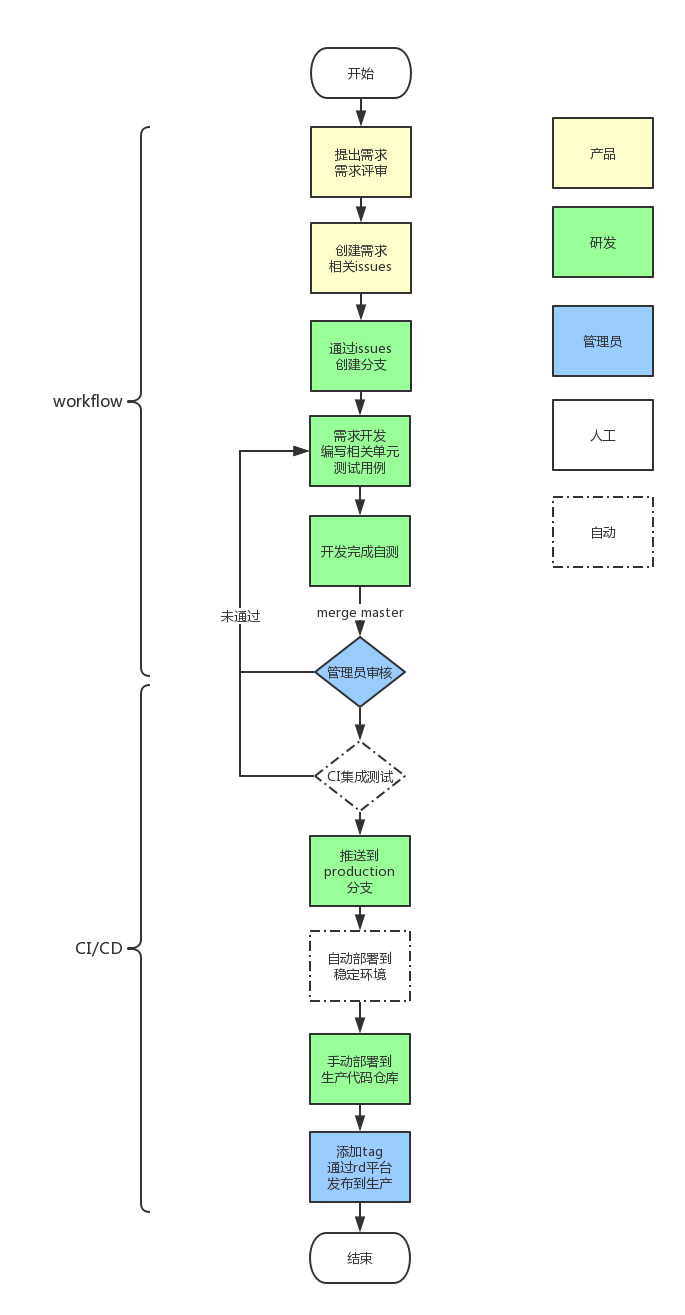 开始
提出需求
需求评审
创建需求
相关issues
通过issues
创建分支
workflow
需求开发
编写相关单元
测试用例
开发完成自测
未通过
merge master
管理员审核
CI集成测试
推送到
production
分支
CI/CD
自动部署到
稳定环境
手动部署到
生产代码仓库
添加tag
通过rd平台
发布到生产
结束
产品
研发
管理员
人工
自动